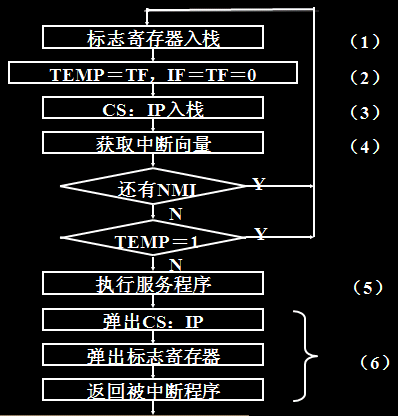 标志寄存器入栈 （1）
TEMP＝TF，IF＝TF＝0 （2）
CS：IP入栈 （3）
获取中断向量 （4）
还有NMI Y
N
TEMP＝1 Y
N
执行服务程序 （5）
弹出CS：IP
弹出标志寄存器 （6）
返回被中断程序